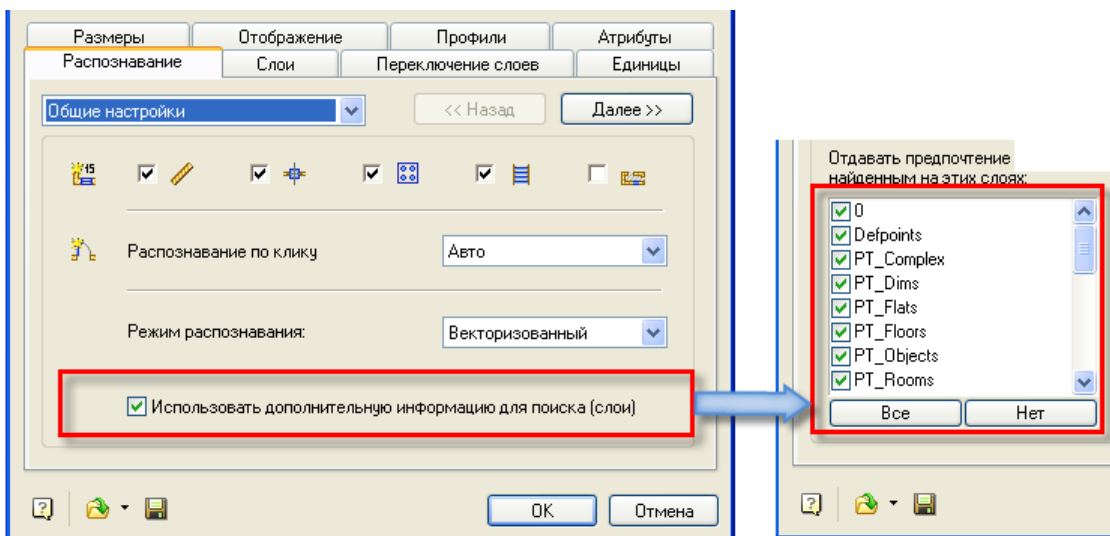 Размеры
Отображение
Профили
Атрибуты
Распознавание
Слои
Переключение слоев
Единицы
Общие настройки
<< Назад
Далее >>
15
Распознавание по клику
Авто
Режим распознавания:
Векторизованный
Использовать дополнительную информацию для поиска (слои)
OK
Отмена
Отдавать предпочтение
найденным на этих слоях:
0
Defpoints
PT_Complex
PT_Dims
PT_Flats
PT_Floors
PT_Objects
PT_Rooms
Все
Нет